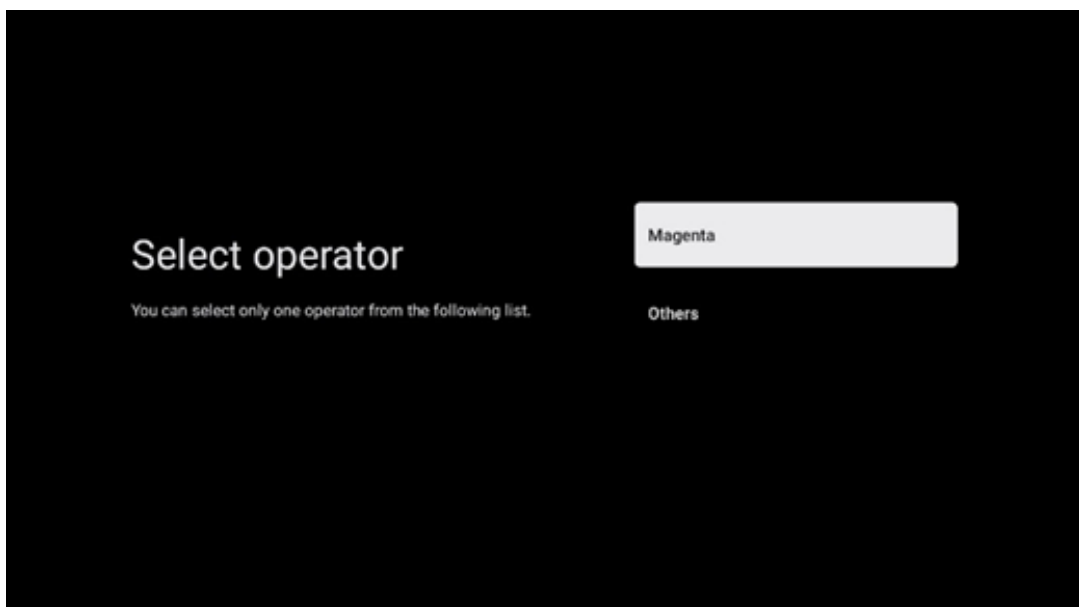 Select operator
You can select only one operator from the following list.
Magenta
Others